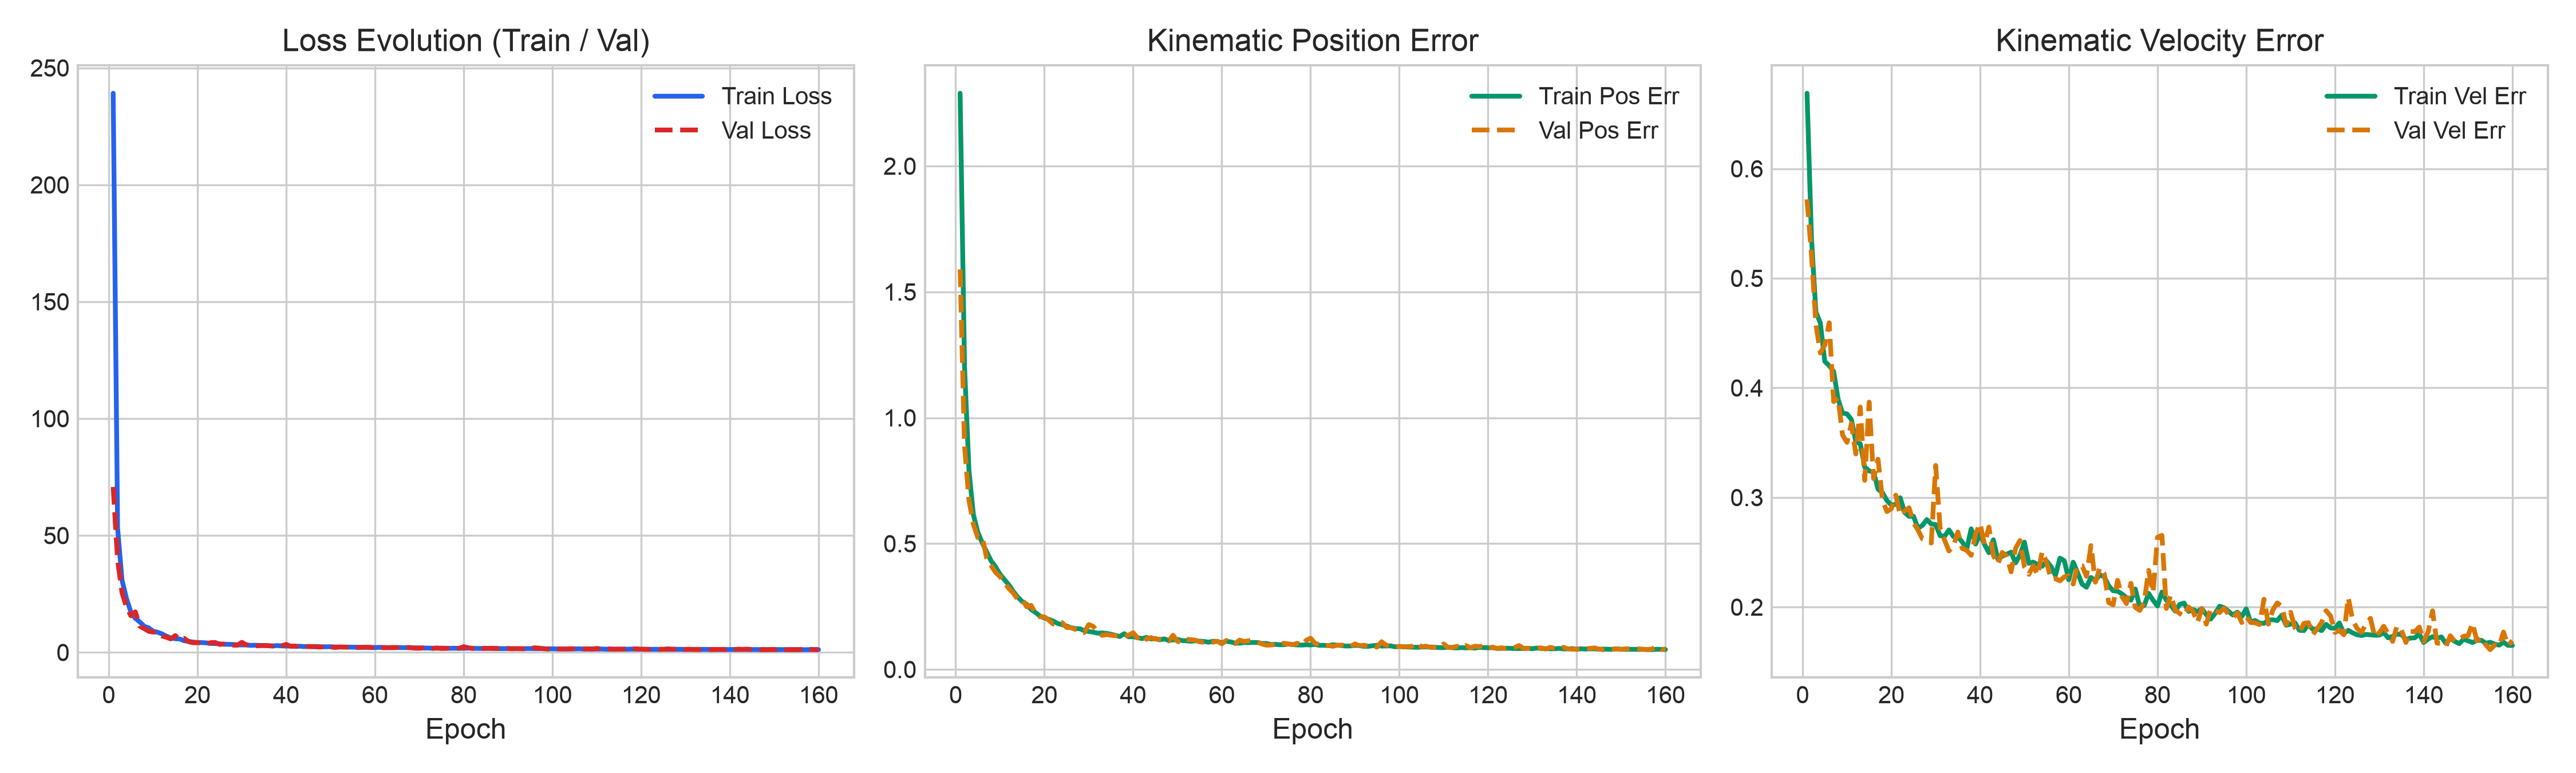 Loss Evolution (Train / Val)
250
200
150
100
50
0
Train Loss
Val Loss
0 20 40 60 80 100 120 140 160
Epoch
Kinematic Position Error
2.0
1.5
1.0
0.5
0.0
Train Pos Err
Val Pos Err
0 20 40 60 80 100 120 140 160
Epoch
Kinematic Velocity Error
0.6
0.5
0.4
0.3
0.2
Train Vel Err
Val Vel Err
0 20 40 60 80 100 120 140 160
Epoch